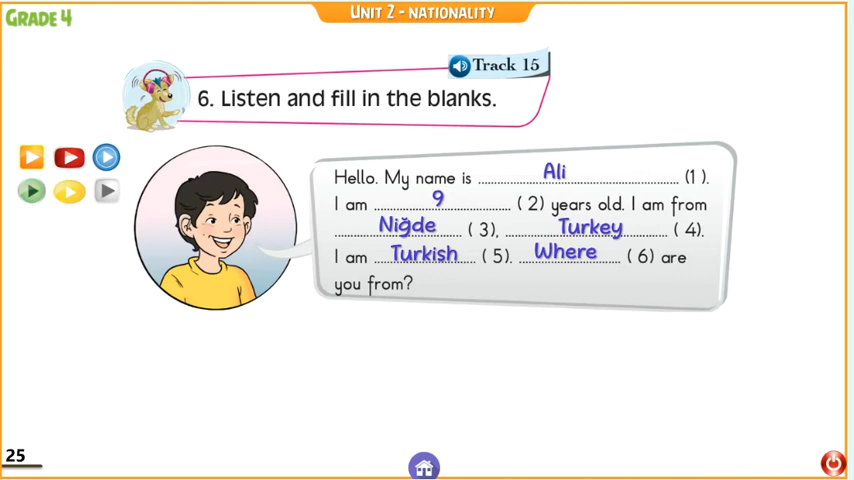 GRADE 4
UNIT 2 - NATIONALITY
Track 15
6. Listen and fill in the blanks.
Hello. My name is ............ Ali ............ (1 ).
I am ............ 9 ............ ( 2) years old. I am from
............ Niğde ............ ( 3), ............ Turkey ............ ( 4).
I am ............ Turkish ............ ( 5). ............ Where ............ ( 6) are
you from?
25